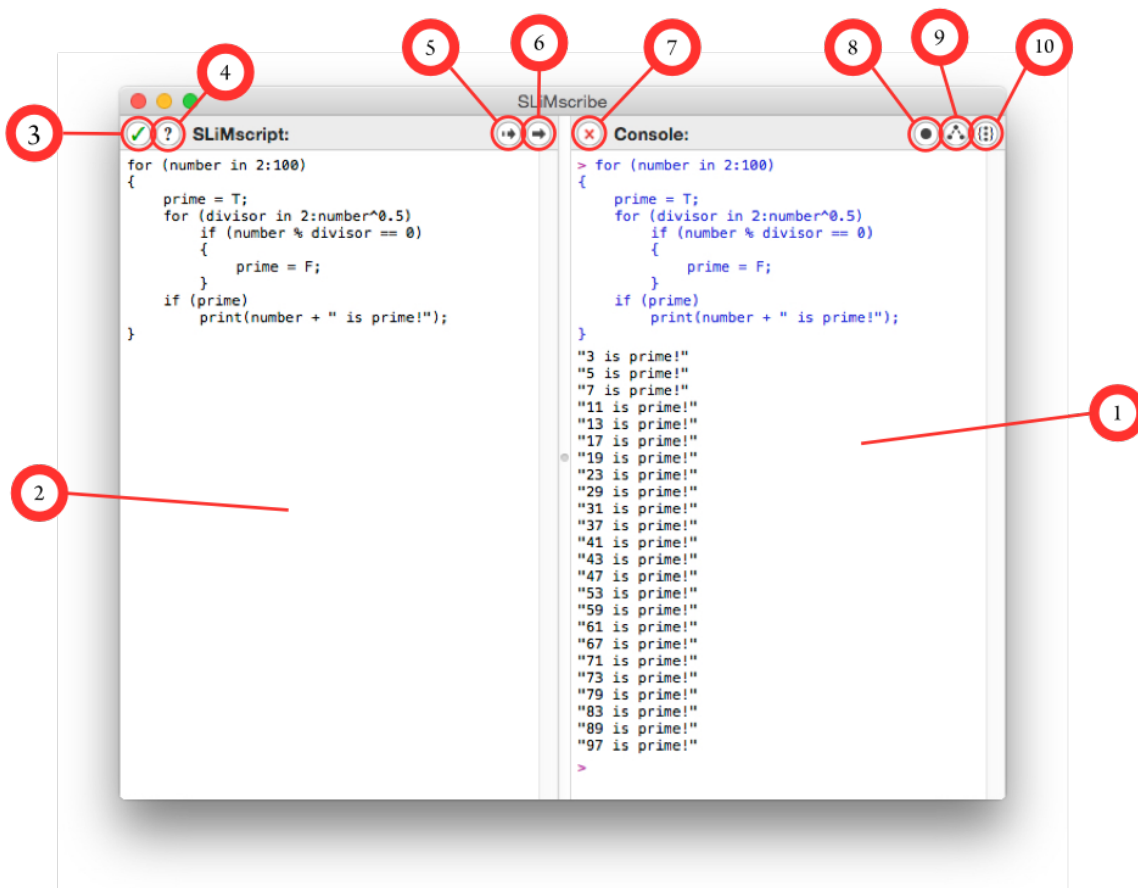 5 6 7 8 9 10
4
3
SLiMscribe
? SLiMscript:
Console:
for (number in 2:100)
{
    prime = T;
    for (divisor in 2:number^0.5)
        if (number % divisor == 0)
        {
            prime = F;
        }
    if (prime)
        print(number + " is prime!");
}
2
> for (number in 2:100)
{
    prime = T;
    for (divisor in 2:number^0.5)
        if (number % divisor == 0)
        {
            prime = F;
        }
    if (prime)
        print(number + " is prime!");
}
"3 is prime!"
"5 is prime!"
"7 is prime!"
"11 is prime!"
"13 is prime!"
"17 is prime!"
"19 is prime!"
"23 is prime!"
"29 is prime!"
"31 is prime!"
"37 is prime!"
"41 is prime!"
"43 is prime!"
"47 is prime!"
"53 is prime!"
"59 is prime!"
"61 is prime!"
"67 is prime!"
"71 is prime!"
"73 is prime!"
"79 is prime!"
"83 is prime!"
"89 is prime!"
"97 is prime!"
>
1